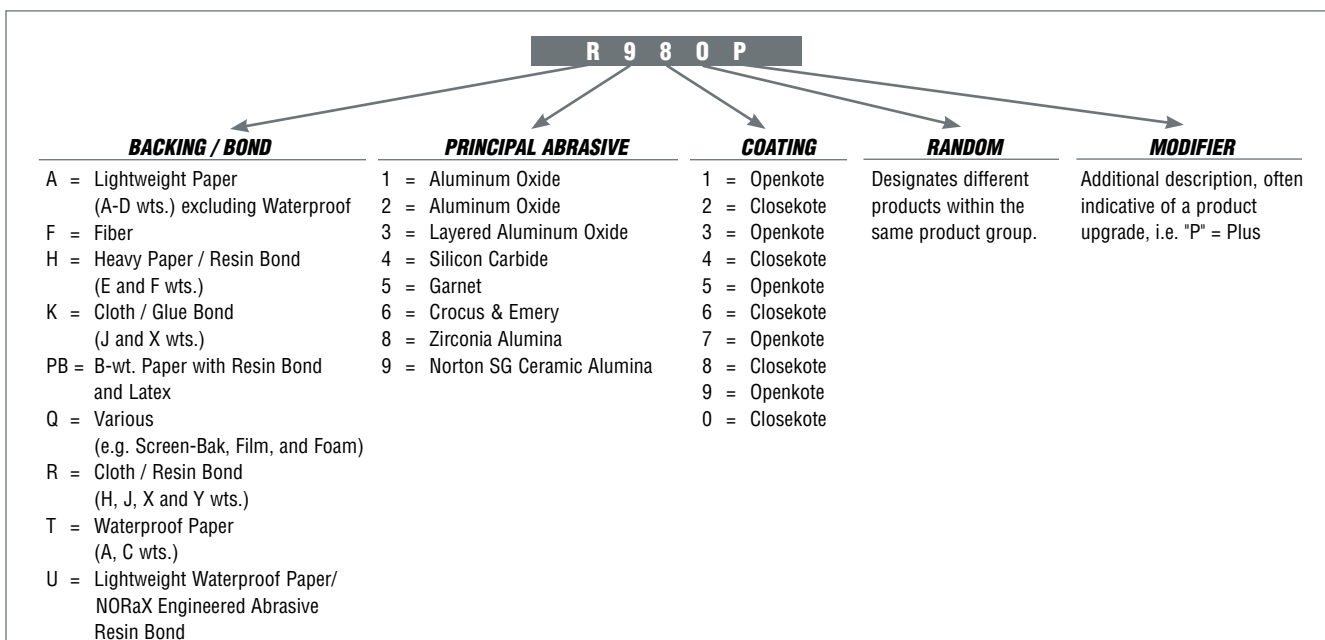 R 9 8 0 P
BACKING / BOND
A = Lightweight Paper
(A-D wts.) excluding Waterproof
F = Fiber
H = Heavy Paper / Resin Bond
(E and F wts.)
K = Cloth / Glue Bond
(J and X wts.)
PB = B-wt. Paper with Resin Bond
and Latex
Q = Various
(e.g. Screen-Bak, Film, and Foam)
R = Cloth / Resin Bond
(H, J, X and Y wts.)
T = Waterproof Paper
(A, C wts.)
U = Lightweight Waterproof Paper/
NORaX Engineered Abrasive
Resin Bond
PRINCIPAL ABRASIVE
1 = Aluminum Oxide
2 = Aluminum Oxide
3 = Layered Aluminum Oxide
4 = Silicon Carbide
5 = Garnet
6 = Crocus & Emery
8 = Zirconia Alumina
9 = Norton SG Ceramic Alumina
COATING
1 = Openkote
2 = Closekote
3 = Openkote
4 = Closekote
5 = Openkote
6 = Closekote
7 = Openkote
8 = Closekote
9 = Openkote
0 = Closekote
RANDOM
Designates different
products within the
same product group.
MODIFIER
Additional description, often
indicative of a product
upgrade, i.e. "P" = Plus